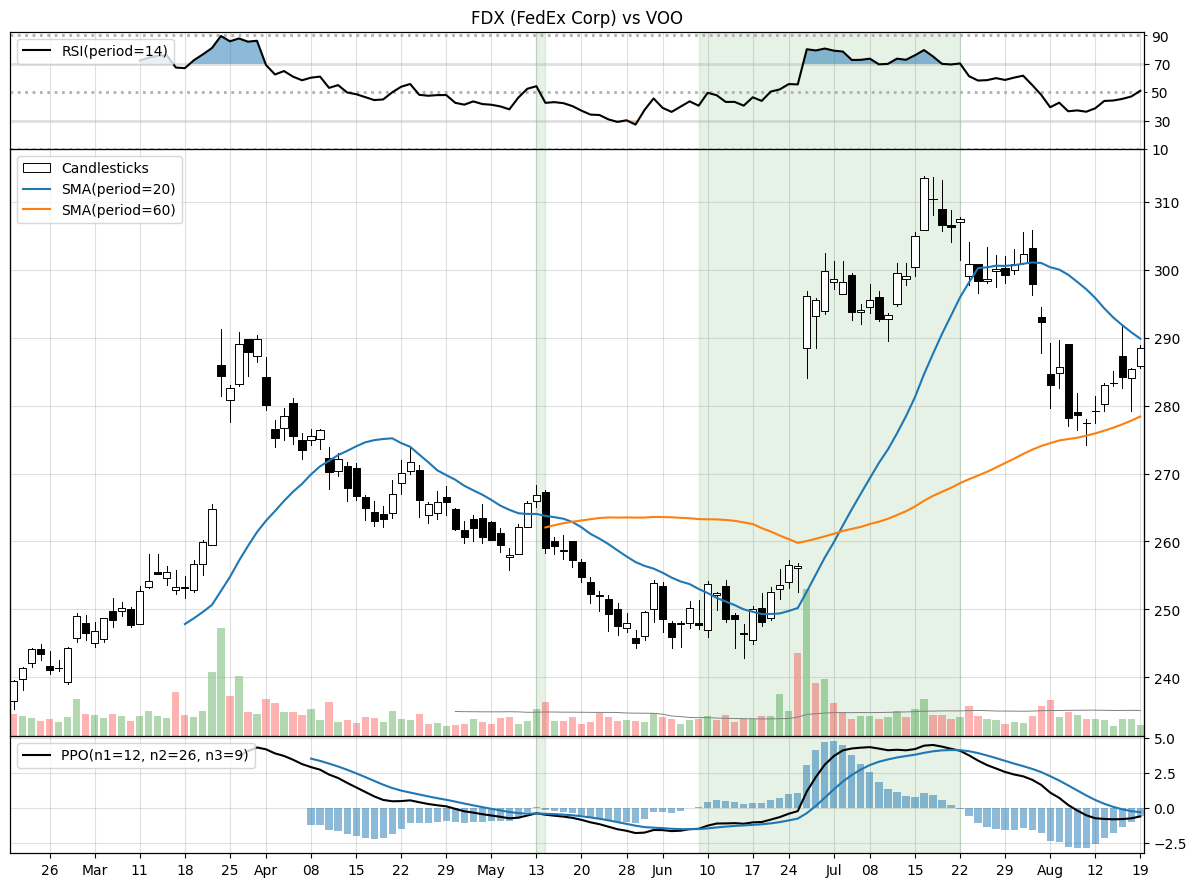 FDX (FedEx Corp) vs VOO
RSI(period=14)
90
70
50
30
10
Candlesticks
SMA(period=20)
SMA(period=60)
310
300
290
280
270
260
250
240
PPO(n1=12, n2=26, n3=9)
5.0
2.5
0.0
−2.5
26 Mar 11 18 25 Apr 08 15 22 29 May 13 20 28 Jun 10 17 24 Jul 08 15 22 29 Aug 12 19